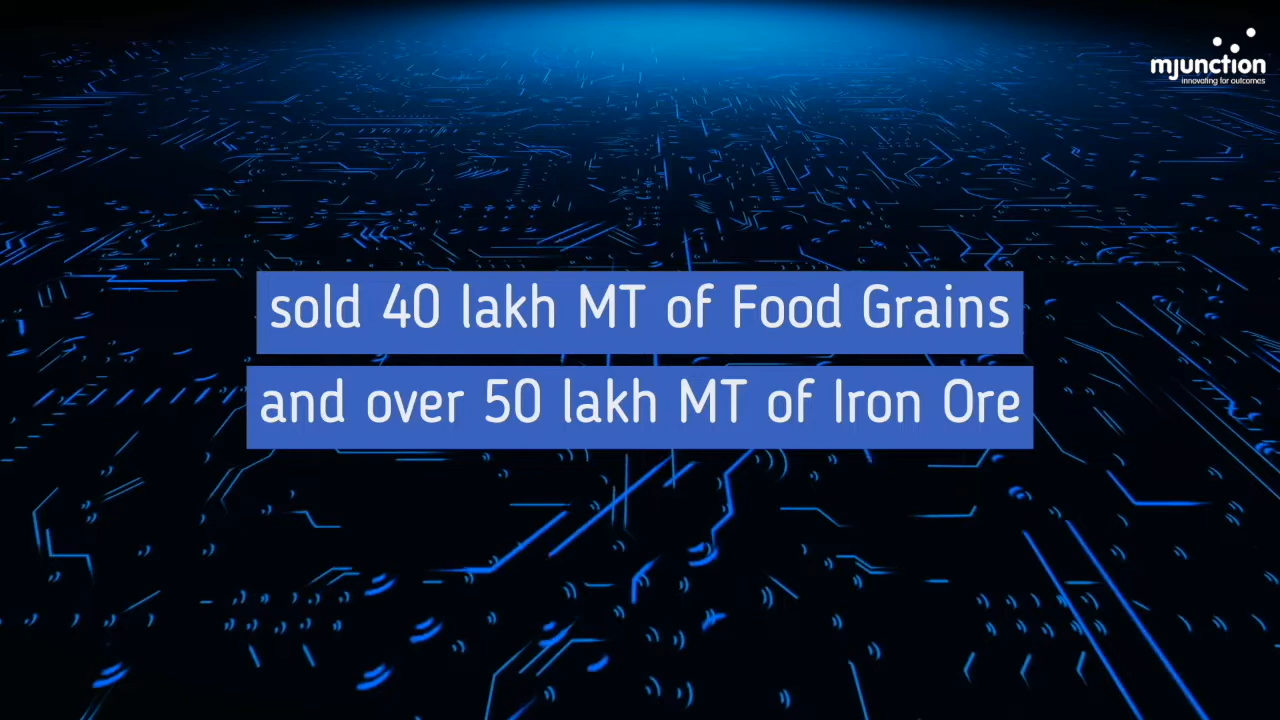 mjunction
innovating for outcomes
sold 40 lakh MT of Food Grains
and over 50 lakh MT of Iron Ore